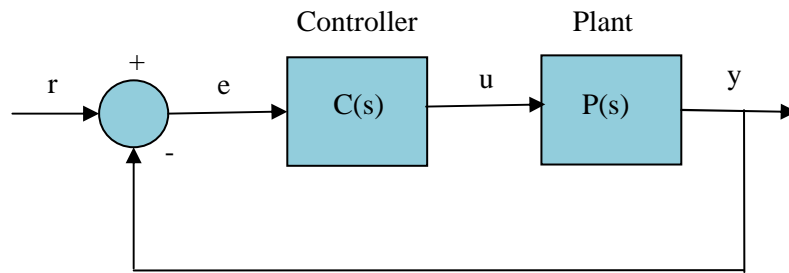 Controller
Plant
+
r
e
C(s)
u
P(s)
y
-